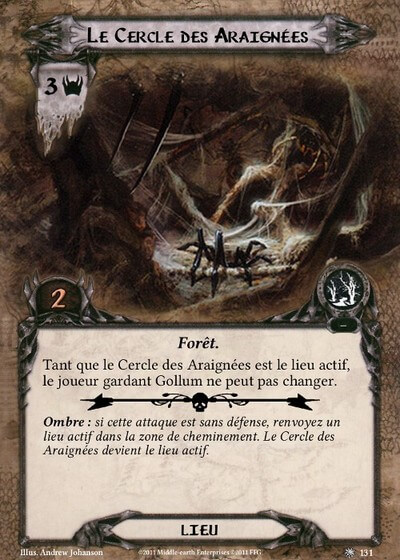 Le Cercle des Araignées
3
2
–
Forêt.
Tant que le Cercle des Araignées est le lieu actif,
le joueur gardant Gollum ne peut pas changer.
Ombre : si cette attaque est sans défense, renvoyez un
lieu actif dans la zone de cheminement. Le Cercle des
Araignées devient le lieu actif.
LIEU
Illus. Andrew Johanson
©2011 Middle-earth Enterprises ©2011 FFG
131